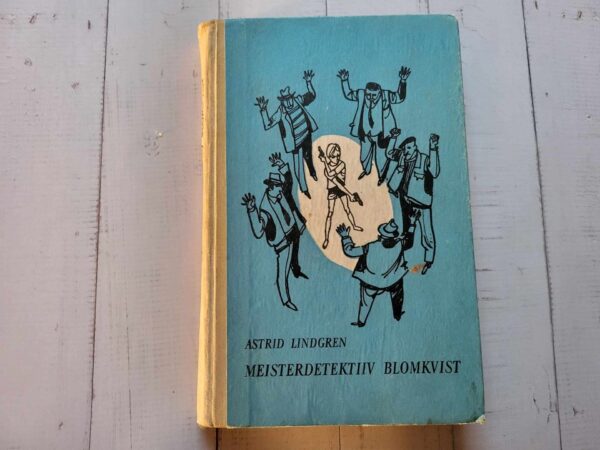 ASTRID LINDGREN
MEISTERDETEKTIIV BLOMKVIST